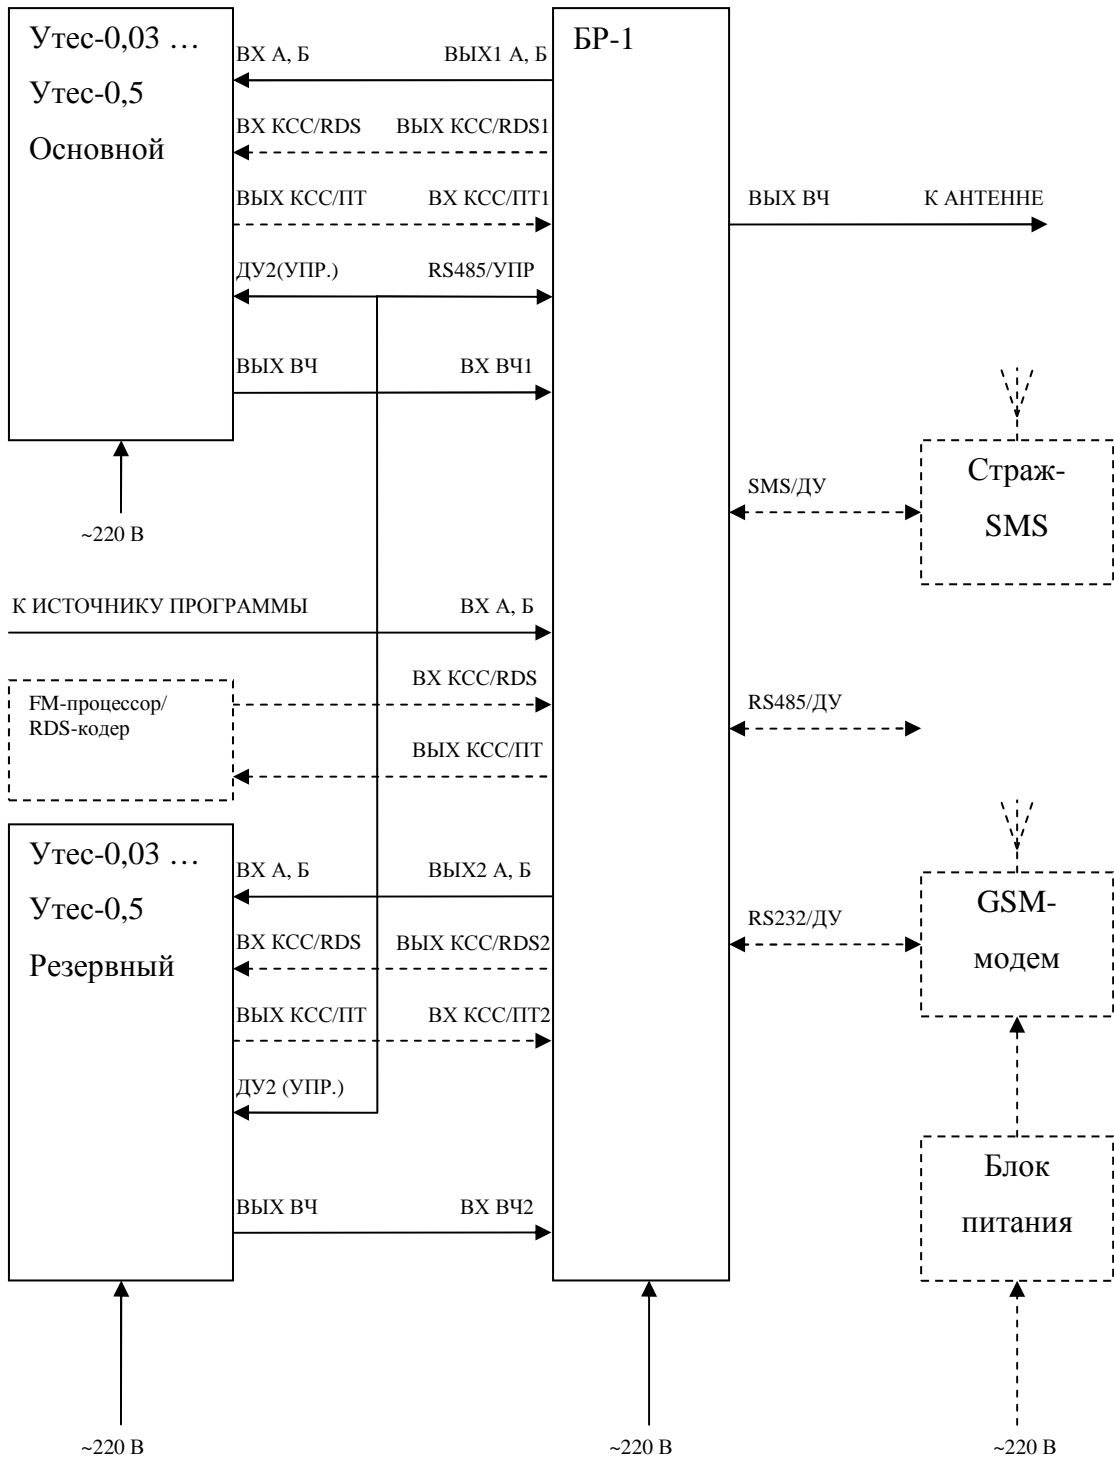 Утес-0,03 …
Утес-0,5
Основной
ВХ А, Б
ВЫХ1 А, Б
БР-1
ВХ КСС/RDS
ВЫХ КСС/RDS1
ВЫХ КСС/ПТ
ВХ КСС/ПТ1
ВЫХ ВЧ
К АНТЕННЕ
ДУ2(УПР.)
RS485/УПР
ВЫХ ВЧ
ВХ ВЧ1
~220 В
SMS/ДУ
Страж-
SMS
К ИСТОЧНИКУ ПРОГРАММЫ
ВХ А, Б
FM-процессор/
RDS-кодер
ВХ КСС/RDS
ВЫХ КСС/ПТ
RS485/ДУ
Утес-0,03 …
Утес-0,5
Резервный
ВХ А, Б
ВЫХ2 А, Б
ВХ КСС/RDS
ВЫХ КСС/RDS2
ВЫХ КСС/ПТ
ВХ КСС/ПТ2
ДУ2 (УПР.)
ВЫХ ВЧ
ВХ ВЧ2
RS232/ДУ
GSM-
модем
Блок
питания
~220 В
~220 В
~220 В